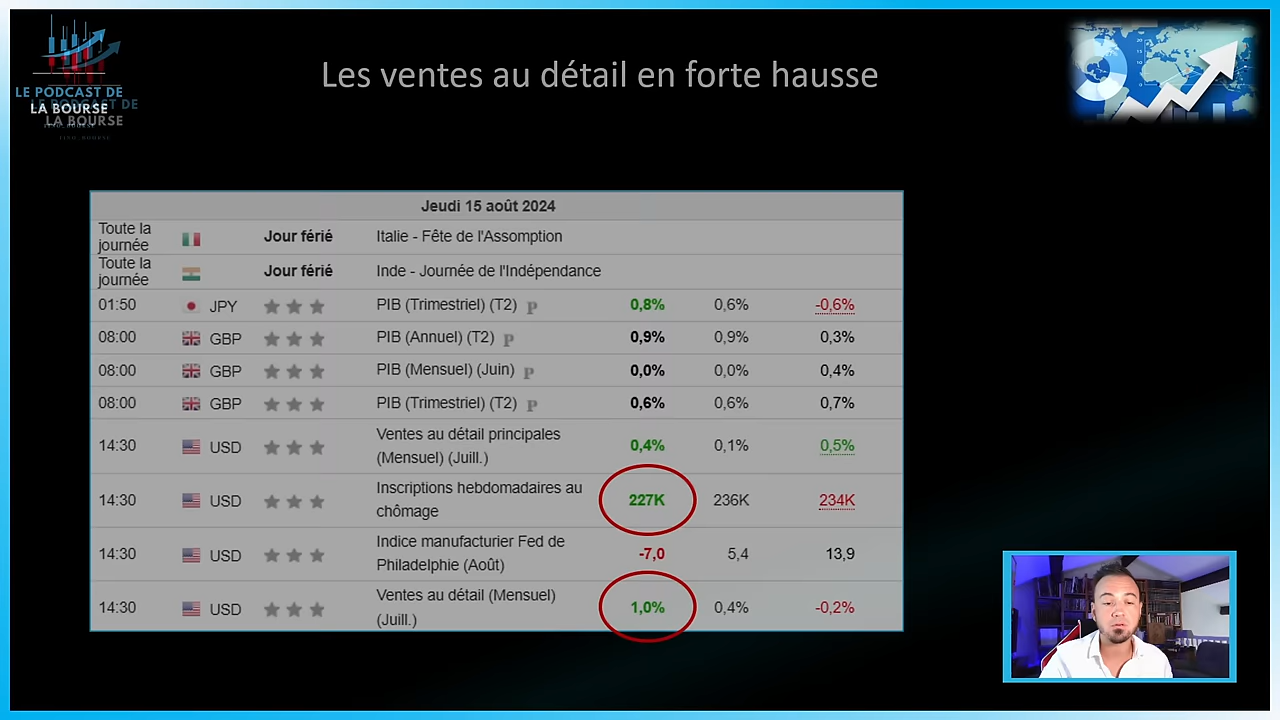 LE PODCAST DE
LA BOURSE
LE PODCAST DE
LA BOURSE
Les ventes au détail en forte hausse
Jeudi 15 août 2024
Toute la journée Jour férié Italie - Fête de l'Assomption
Toute la journée Jour férié Inde - Journée de l'Indépendance
01:50 JPY PIB (Trimestriel) (T2) P 0,8% 0,6% -0,6%
08:00 GBP PIB (Annuel) (T2) P 0,9% 0,9% 0,3%
08:00 GBP PIB (Mensuel) (Juin) P 0,0% 0,0% 0,4%
08:00 GBP PIB (Trimestriel) (T2) P 0,6% 0,6% 0,7%
14:30 USD Ventes au détail principales (Mensuel) (Juill.) 0,4% 0,1% 0,5%
14:30 USD Inscriptions hebdomadaires au chômage 227K 236K 234K
14:30 USD Indice manufacturier Fed de Philadelphie (Août) -7,0 5,4 13,9
14:30 USD Ventes au détail (Mensuel) (Juill.) 1,0% 0,4% -0,2%